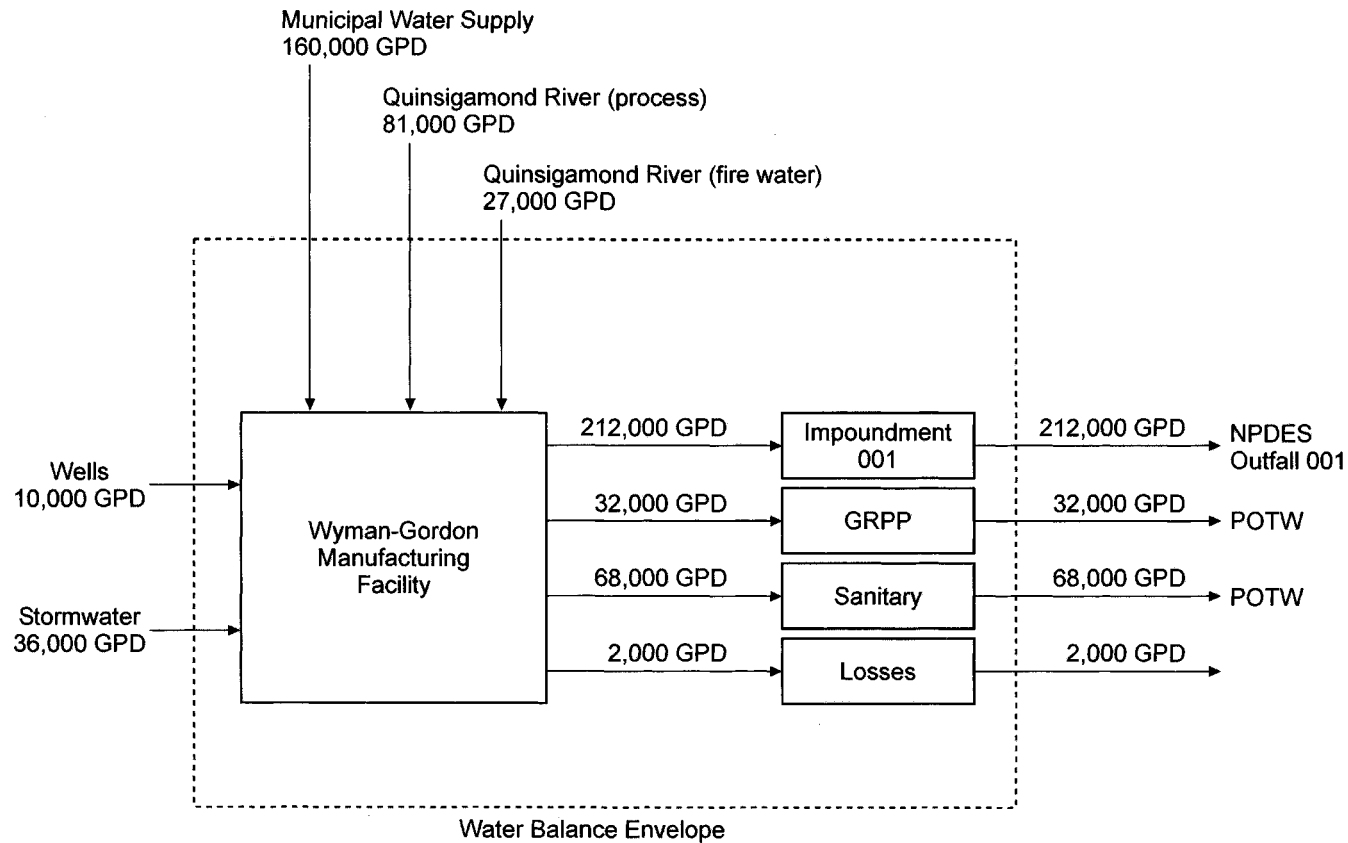 Municipal Water Supply
160,000 GPD
Quinsigamond River (process)
81,000 GPD
Quinsigamond River (fire water)
27,000 GPD
Wells
10,000 GPD
Stormwater
36,000 GPD
Wyman-Gordon
Manufacturing
Facility
212,000 GPD
Impoundment
001
212,000 GPD
NPDES
Outfall 001
32,000 GPD
GRPP
32,000 GPD
POTW
68,000 GPD
Sanitary
68,000 GPD
POTW
2,000 GPD
Losses
2,000 GPD
Water Balance Envelope